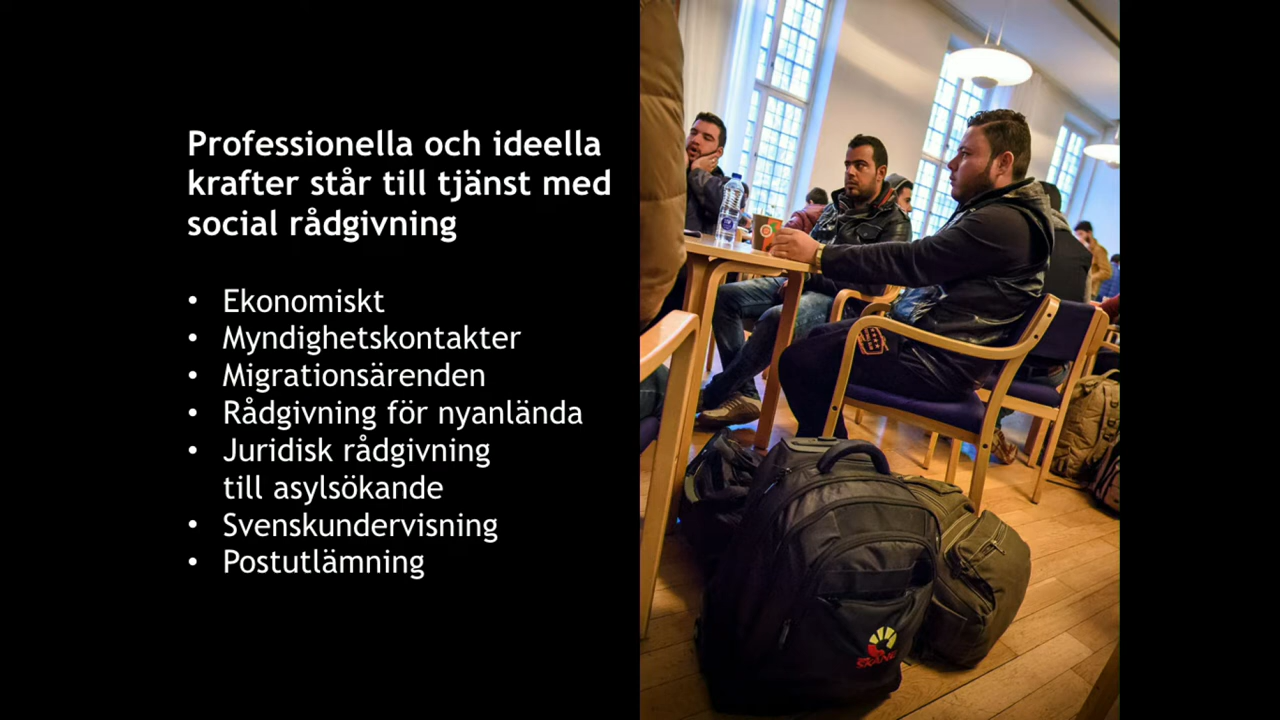 Professionella och ideella
krafter står till tjänst med
social rådgivning
• Ekonomiskt
• Myndighetskontakter
• Migrationsärenden
• Rådgivning för nyanlända
• Juridisk rådgivning
till asylsökande
• Svenskundervisning
• Postutlämning